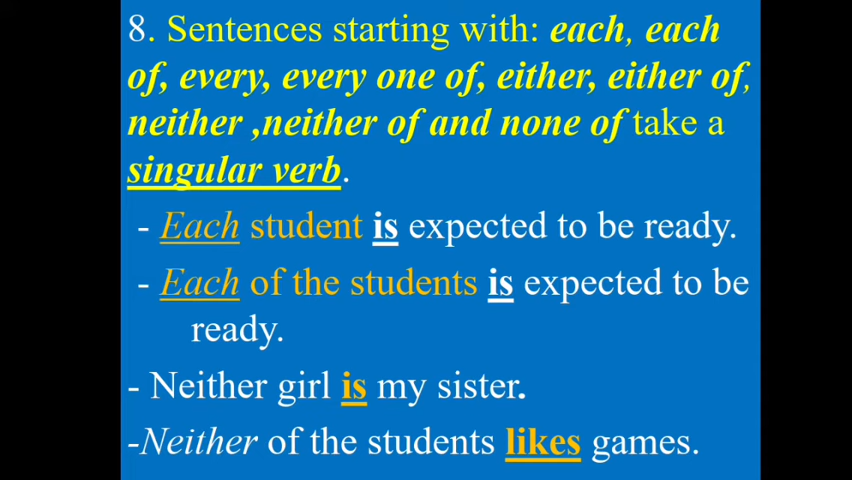 8. Sentences starting with: each, each
of, every, every one of, either, either of,
neither ,neither of and none of take a
singular verb.
- Each student is expected to be ready.
- Each of the students is expected to be
ready.
- Neither girl is my sister.
-Neither of the students likes games.